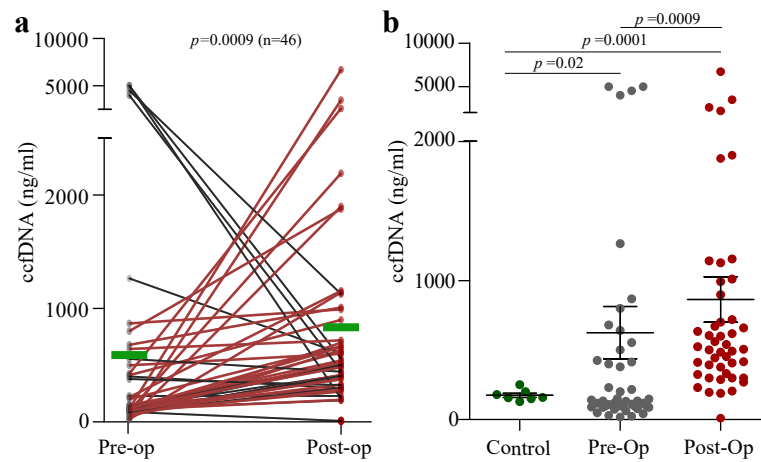 a
p=0.0009 (n=46)
10000
5000
2000
1000
0
ccfDNA (ng/ml)
Pre-op
Post-op
b
p =0.0009
p =0.0001
p =0.02
10000
5000
2000
1000
0
ccfDNA (ng/ml)
Control
Pre-Op
Post-Op